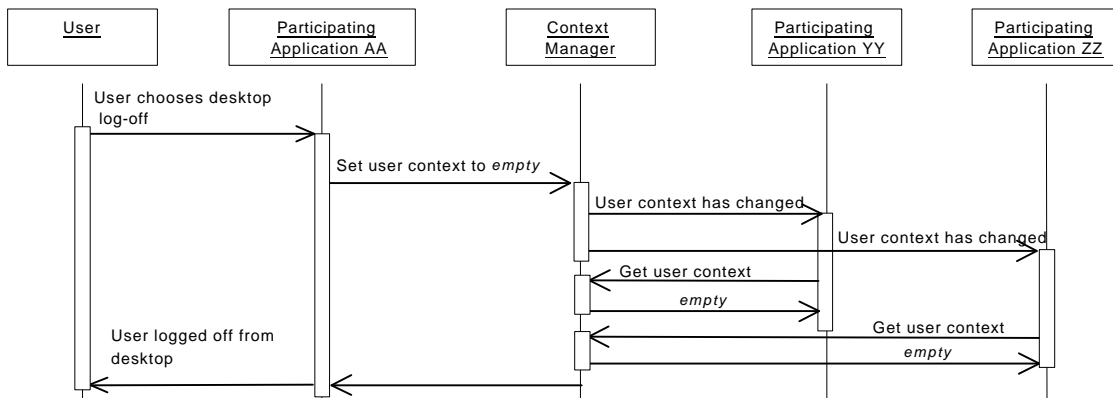 User
Participating
Application AA
Context
Manager
Participating
Application YY
Participating
Application ZZ
User chooses desktop
log-off
Set user context to empty
User context has changed
User context has changed
Get user context
empty
Get user context
empty
User logged off from
desktop